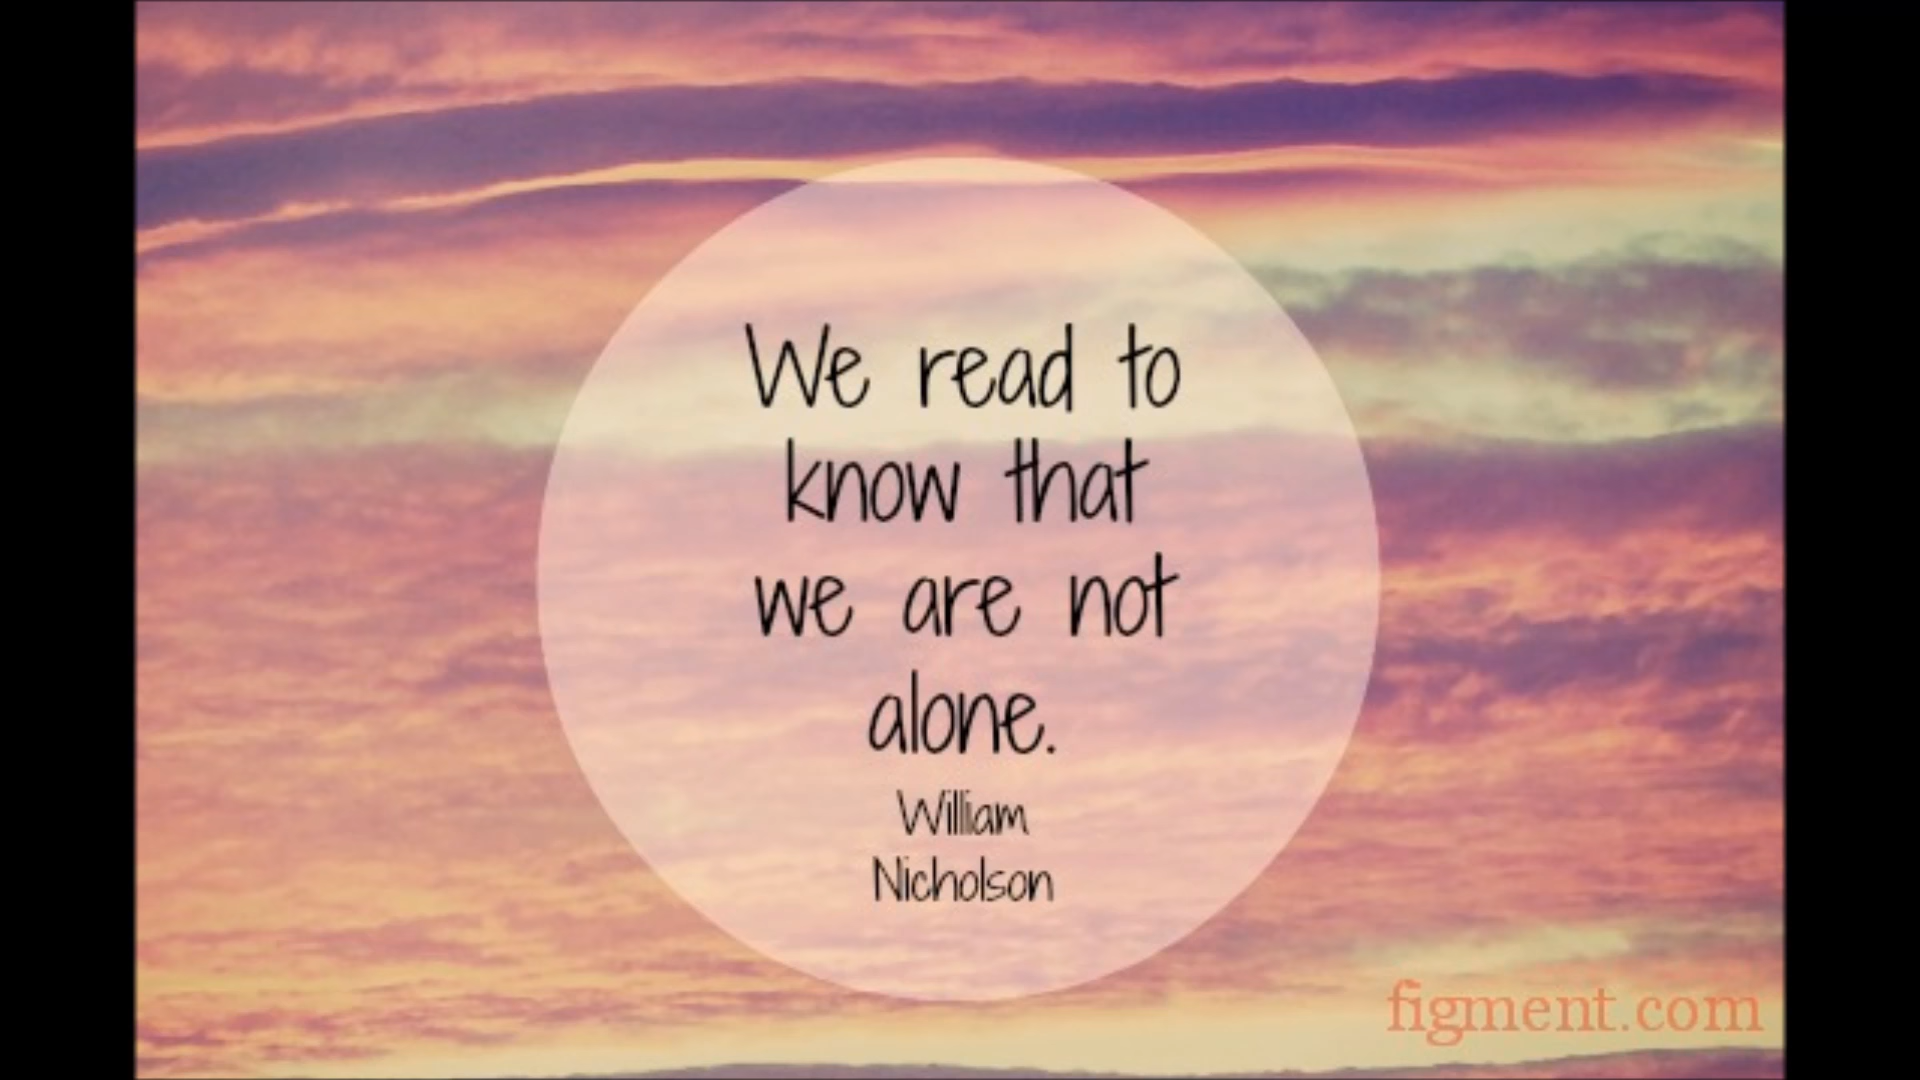 We read to
know that
we are not
alone.
William
Nicholson
figment.com